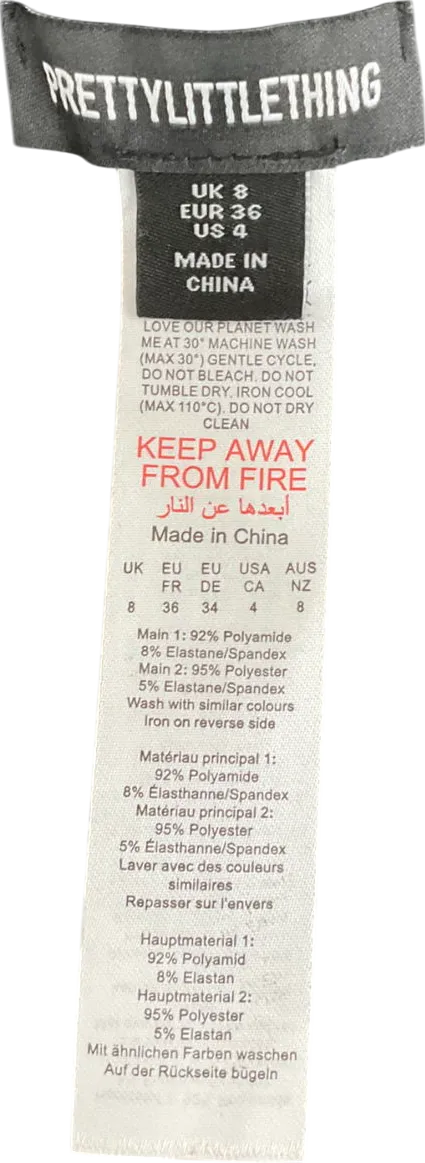 PRETTYLITTLETHING
UK 8
EUR 36
US 4
MADE IN
CHINA
LOVE OUR PLANET WASH
ME AT 30° MACHINE WASH
(MAX 30°) GENTLE CYCLE,
DO NOT BLEACH. DO NOT
TUMBLE DRY, IRON COOL
(MAX 110°C). DO NOT DRY
CLEAN
KEEP AWAY
FROM FIRE
أبعدها عن النار
Made in China
UK EU EU USA AUS
FR DE CA NZ
8 36 34 4 8
Main 1: 92% Polyamide
8% Elastane/Spandex
Main 2: 95% Polyester
5% Elastane/Spandex
Wash with similar colours
Iron on reverse side
Matériau principal 1:
92% Polyamide
8% Élasthanne/Spandex
Matériau principal 2:
95% Polyester
5% Élasthanne/Spandex
Laver avec des couleurs
similaires
Repasser sur l'envers
Hauptmaterial 1:
92% Polyamid
8% Elastan
Hauptmaterial 2:
95% Polyester
5% Elastan
Mit ähnlichen Farben waschen
Auf der Rückseite bügeln